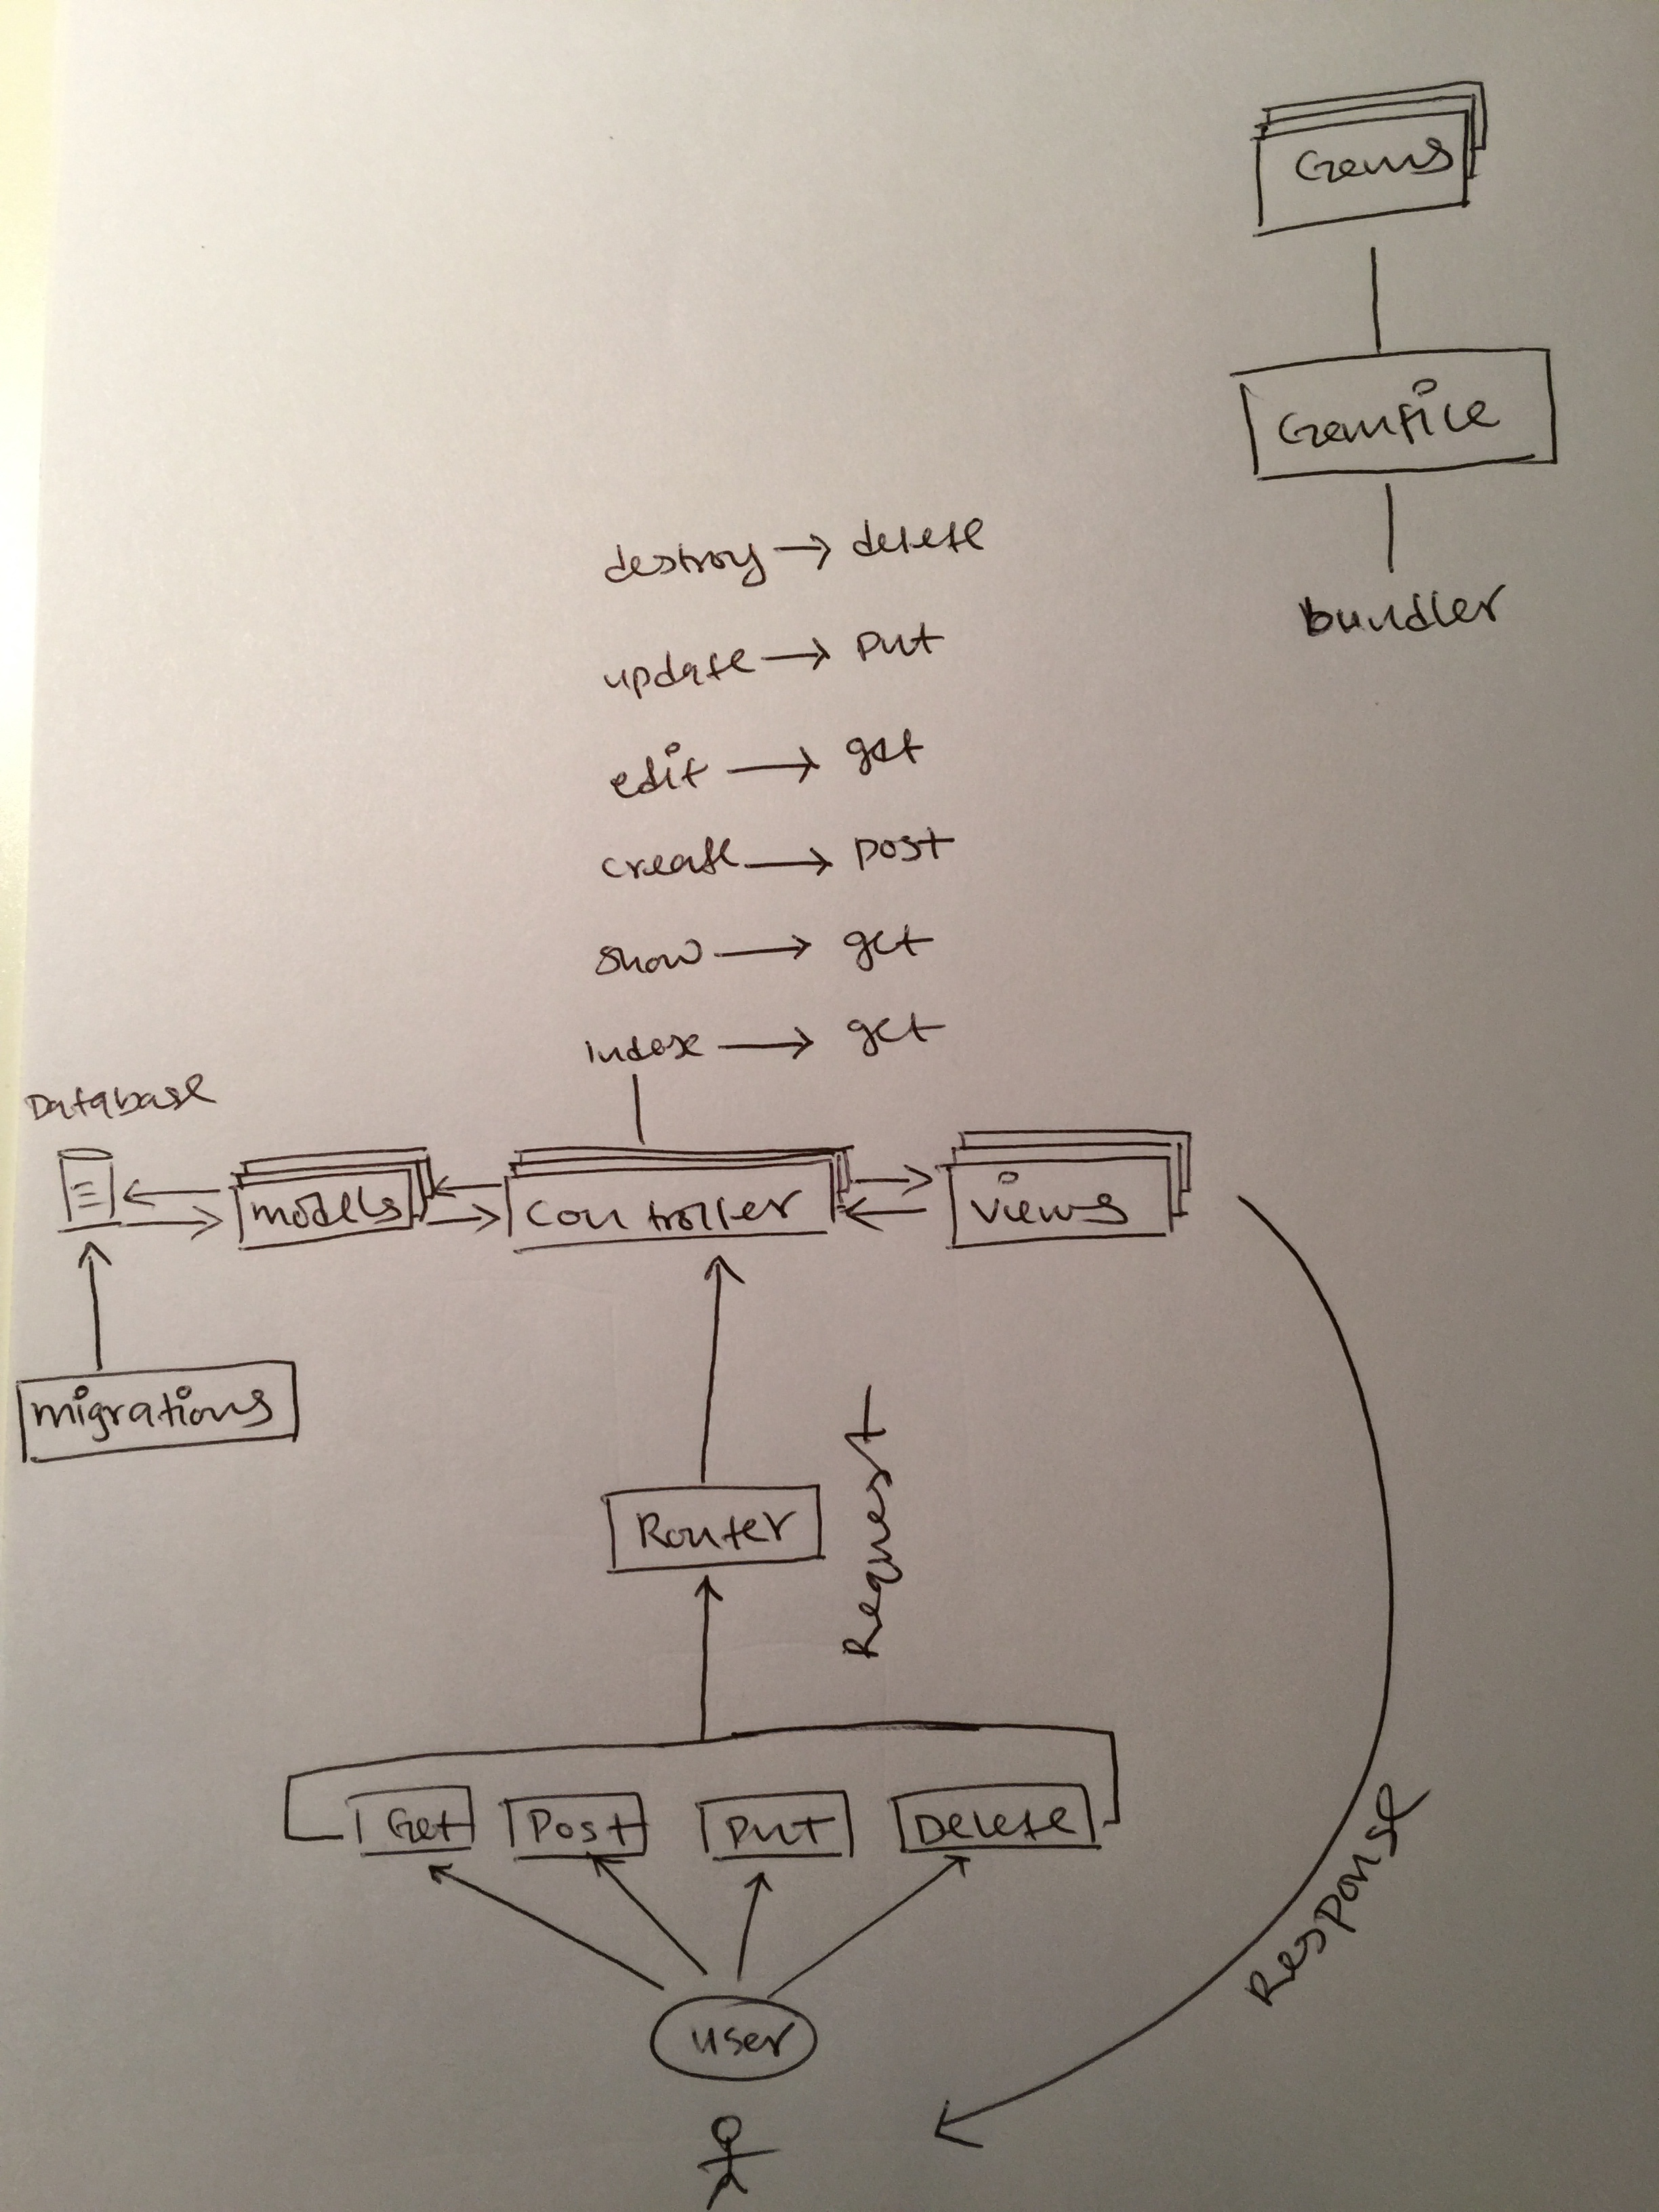 Gems
Gemfile
bundler
destroy → delete
update → put
edit → get
create → post
show → get
index → get
Database
models
controller
views
migrations
Router
Request
Get
Post
Put
Delete
Response
user